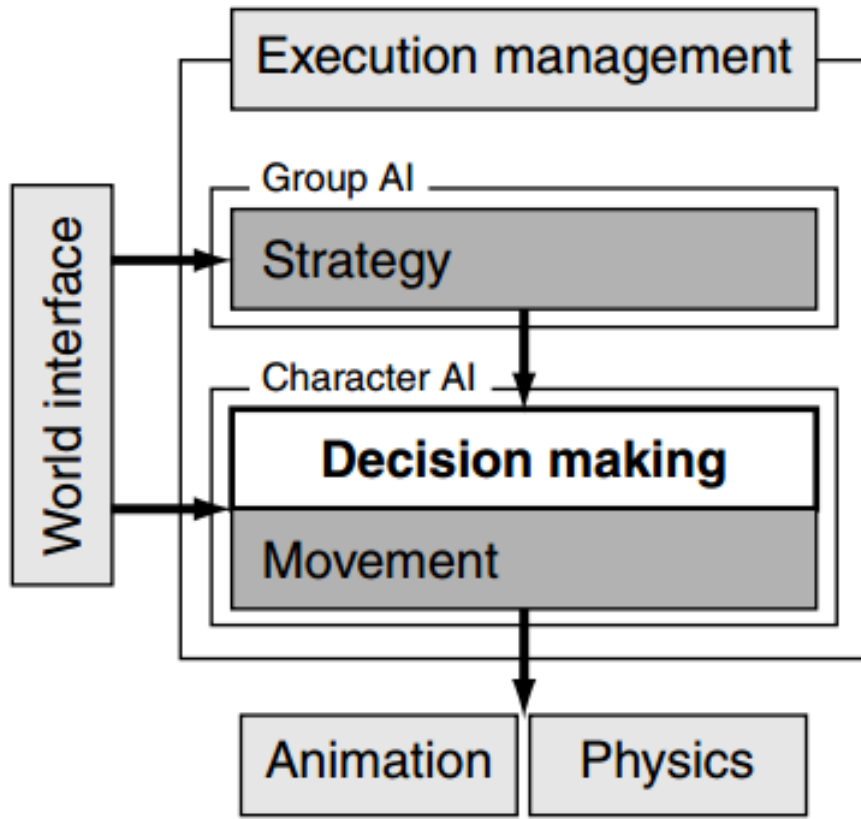 Execution management
Group AI
Strategy
World interface
Character AI
Decision making
Movement
Animation
Physics